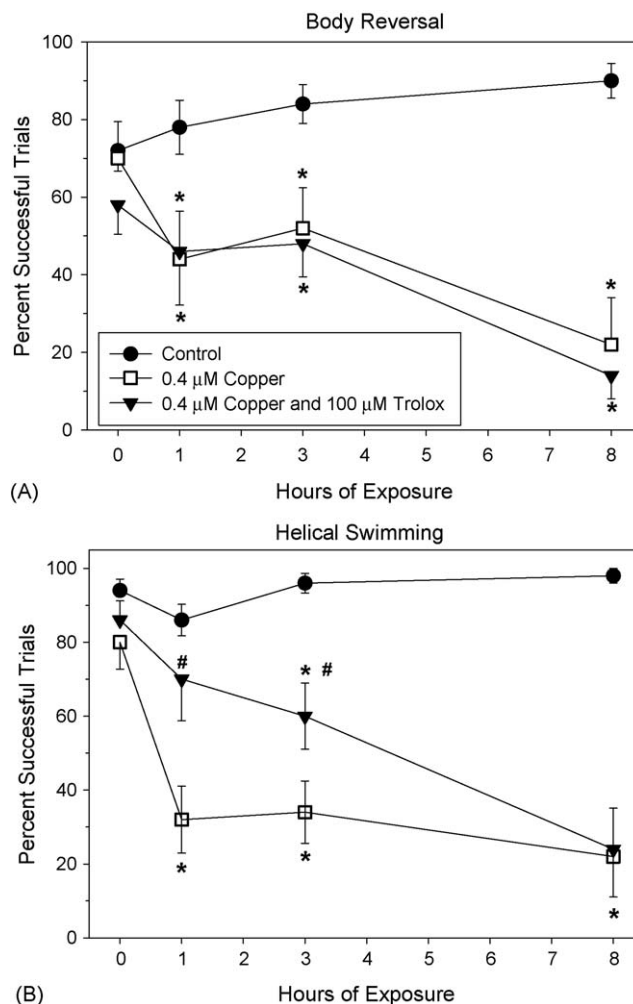 Body Reversal
100
80
60
40
20
0
Percent Successful Trials
*
*
*
*
*
*
Control
0.4 μM Copper
0.4 μM Copper and 100 μM Trolox
0 1 2 3 4 5 6 7 8
(A)
Hours of Exposure
Helical Swimming
100
80
60
40
20
0
Percent Successful Trials
#
* #
*
*
*
0 1 2 3 4 5 6 7 8
(B)
Hours of Exposure